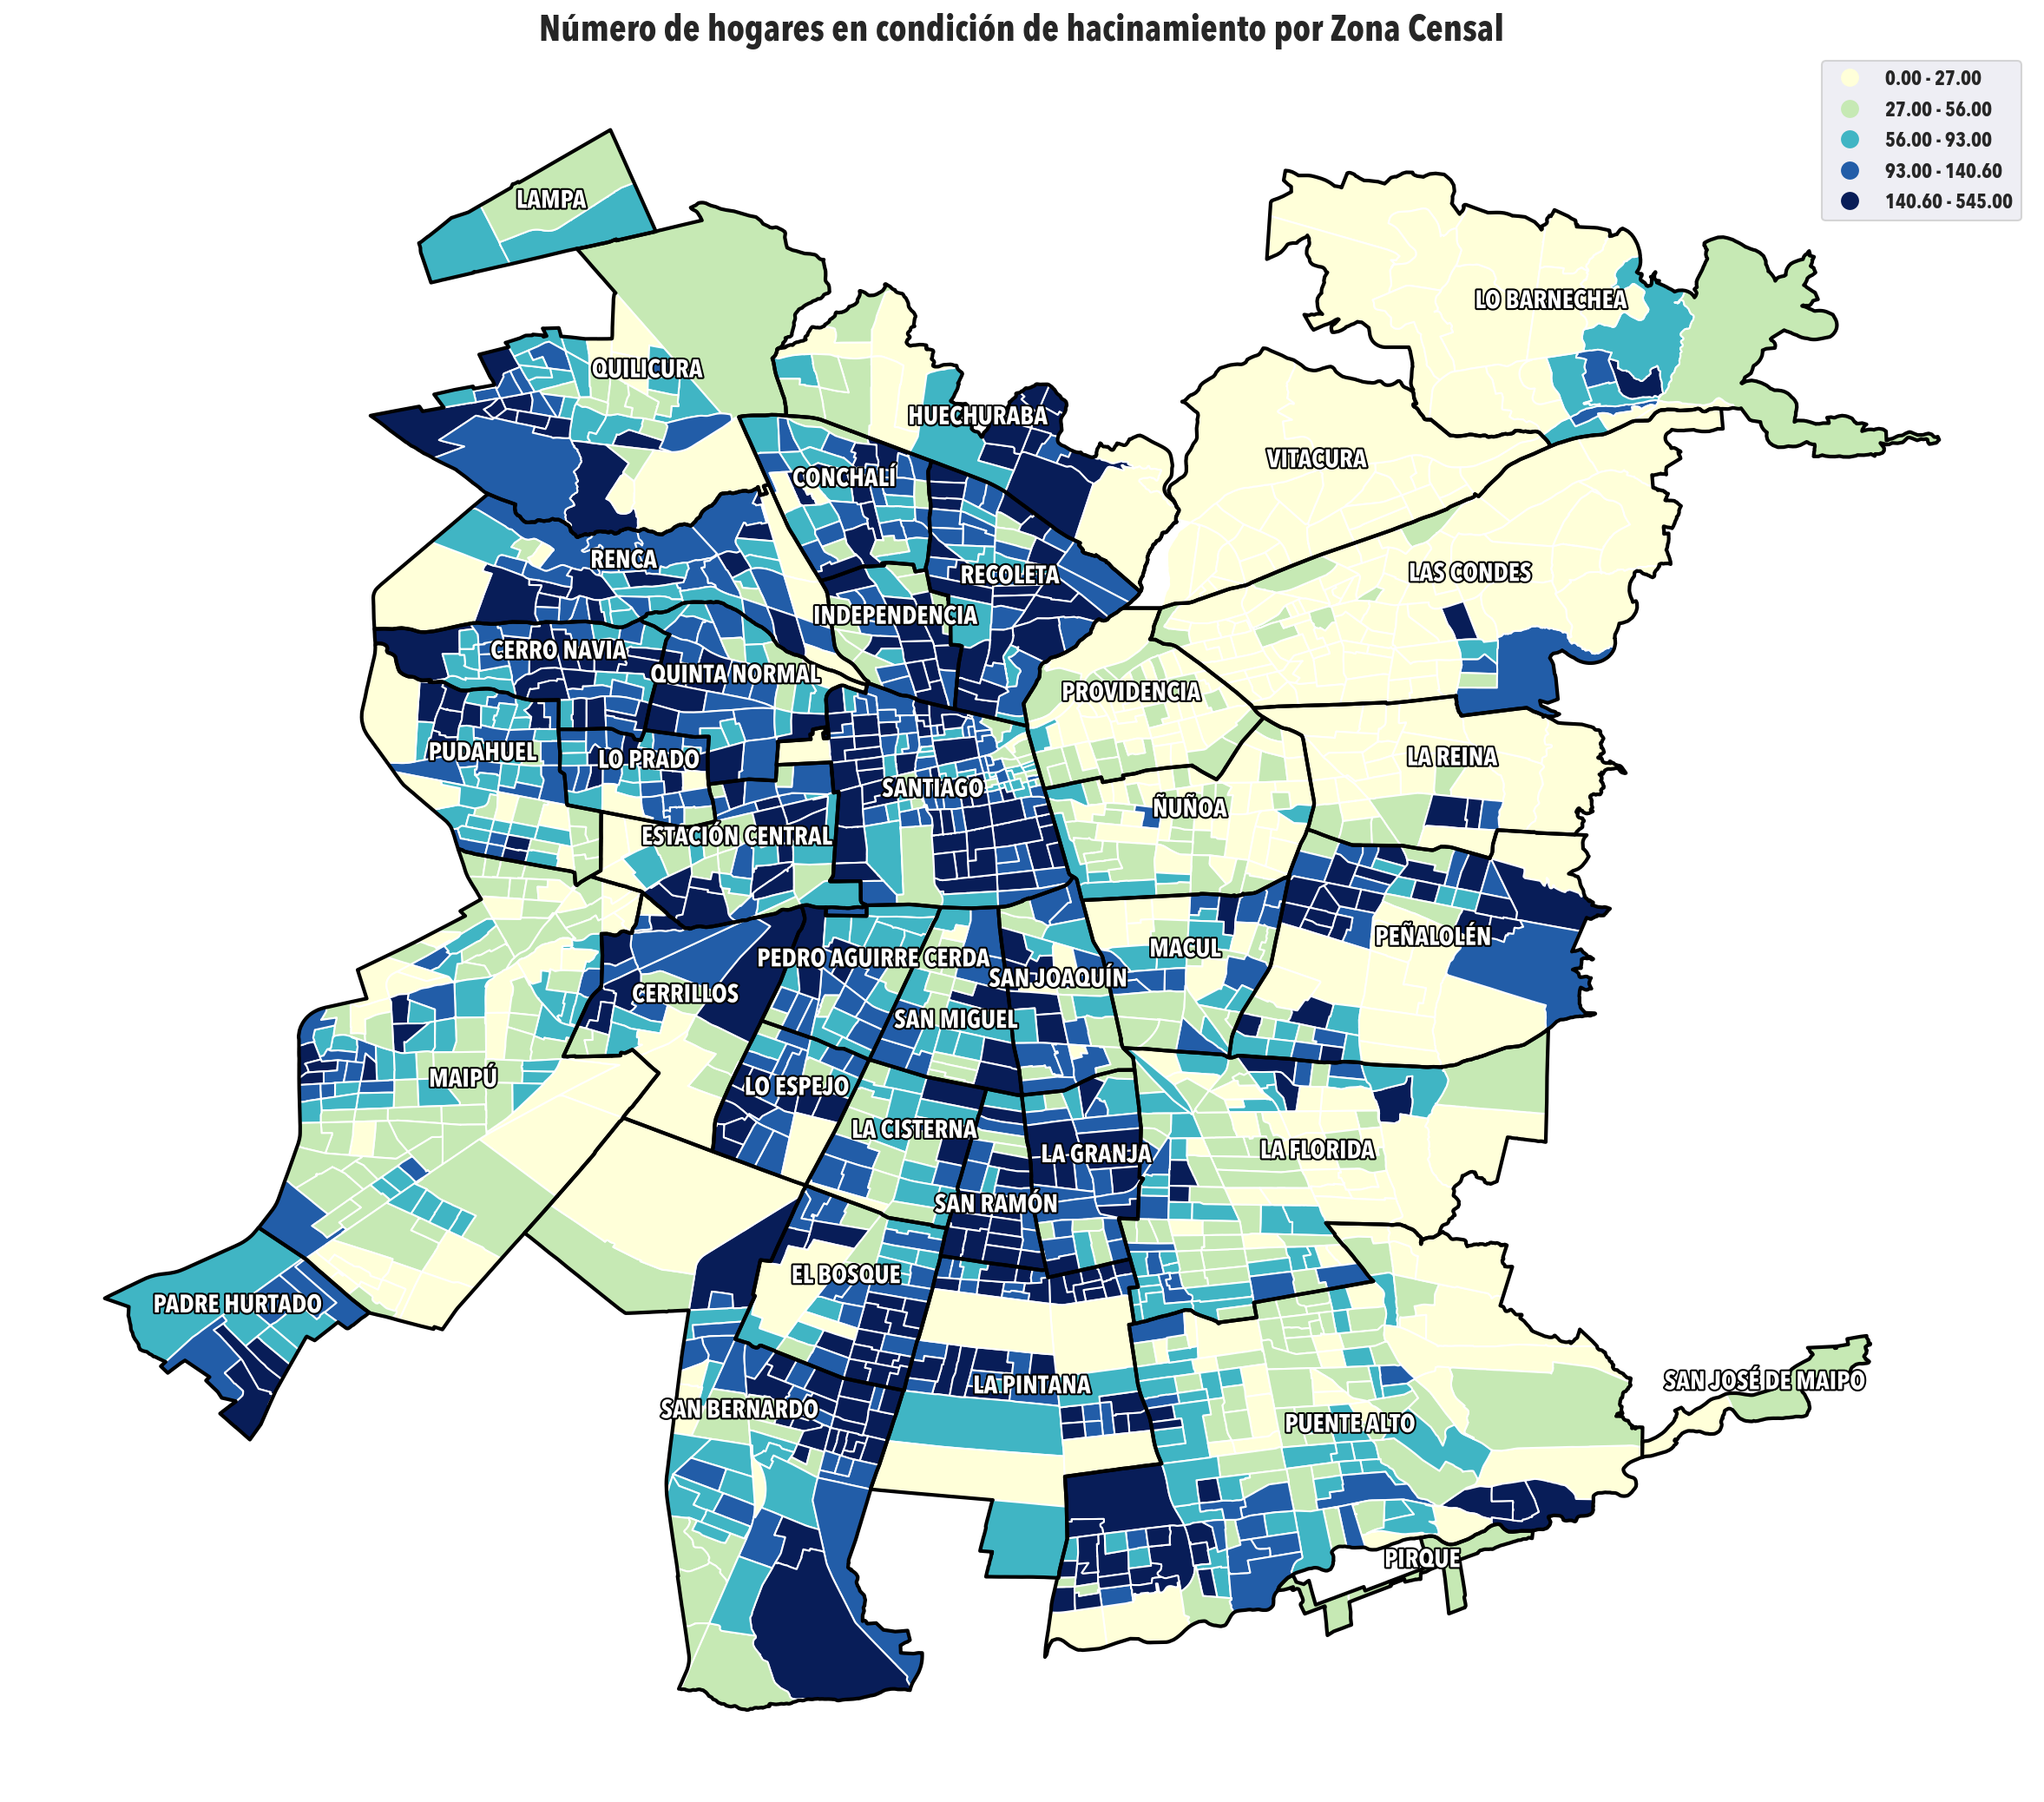 Número de hogares en condición de hacinamiento por Zona Censal
0.00 - 27.00
27.00 - 56.00
56.00 - 93.00
93.00 - 140.60
140.60 - 545.00
LAMPA
LO BARNECHEA
QUILICURA
HUECHURABA
VITACURA
CONCHALÍ
RENCA
LAS CONDES
RECOLETA
INDEPENDENCIA
CERRO NAVIA
QUINTA NORMAL
PROVIDENCIA
PUDAHUEL
LO PRADO
LA REINA
SANTIAGO
ÑUÑOA
ESTACIÓN CENTRAL
PEÑALOLÉN
MACUL
PEDRO AGUIRRE CERDA
SAN JOAQUÍN
CERRILLOS
SAN MIGUEL
MAIPÚ
LO ESPEJO
LA CISTERNA
LA GRANJA
LA FLORIDA
SAN RAMÓN
EL BOSQUE
PADRE HURTADO
SAN JOSÉ DE MAIPO
LA PINTANA
SAN BERNARDO
PUENTE ALTO
PIRQUE